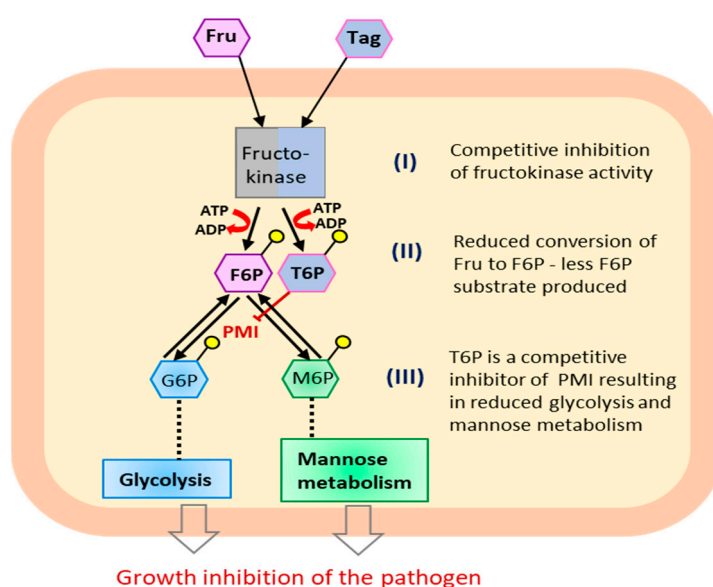 Fru
Tag
Fructo-
kinase
(I)
Competitive inhibition
of fructokinase activity
ATP
ADP
ATP
ADP
F6P
T6P
(II)
Reduced conversion of
Fru to F6P - less F6P
substrate produced
PMI
G6P
M6P
(III)
T6P is a competitive
inhibitor of PMI resulting
in reduced glycolysis and
mannose metabolism
Glycolysis
Mannose
metabolism
Growth inhibition of the pathogen